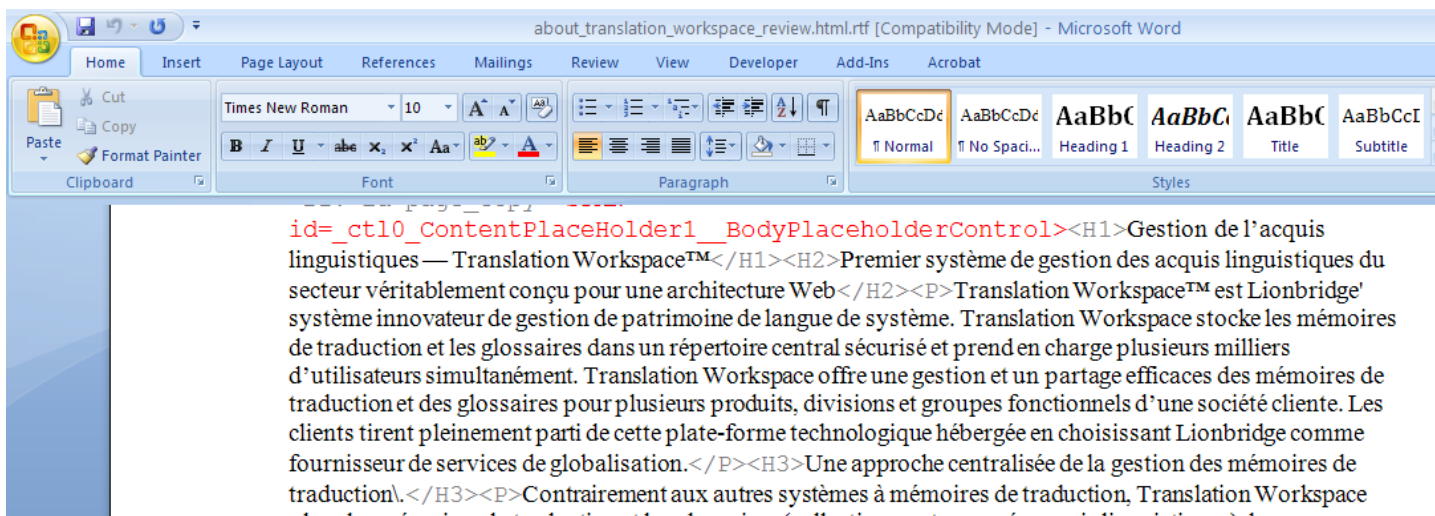 about_translation_workspace_review.html.rtf [Compatibility Mode] - Microsoft Word
Home Insert Page Layout References Mailings Review View Developer Add-Ins Acrobat
Cut
Copy
Paste
Format Painter
Times New Roman 10
B I U abc X₂ X² Aa ab A
AaBbCcDd AaBbCcDd AaBbC AaBbC AaBbC AaBbCcI
¶ Normal ¶ No Spaci... Heading 1 Heading 2 Title Subtitle
Clipboard Font Paragraph Styles
id=_ctl0_ContentPlaceHolder1__BodyPlaceholderControl><H1>Gestion de l’acquis
linguistiques — Translation Workspace™</H1><H2>Premier système de gestion des acquis linguistiques du
secteur véritablement conçu pour une architecture Web</H2><P>Translation Workspace™ est Lionbridge'
système innovateur de gestion de patrimoine de langue de système. Translation Workspace stocke les mémoires
de traduction et les glossaires dans un répertoire central sécurisé et prend en charge plusieurs milliers
d’utilisateurs simultanément. Translation Workspace offre une gestion et un partage efficaces des mémoires de
traduction et des glossaires pour plusieurs produits, divisions et groupes fonctionnels d’une société cliente. Les
clients tirent pleinement parti de cette plate-forme technologique hébergée en choisissant Lionbridge comme
fournisseur de services de globalisation.</P><H3>Une approche centralisée de la gestion des mémoires de
traduction\.</H3><P>Contrairement aux autres systèmes à mémoires de traduction, Translation Workspace